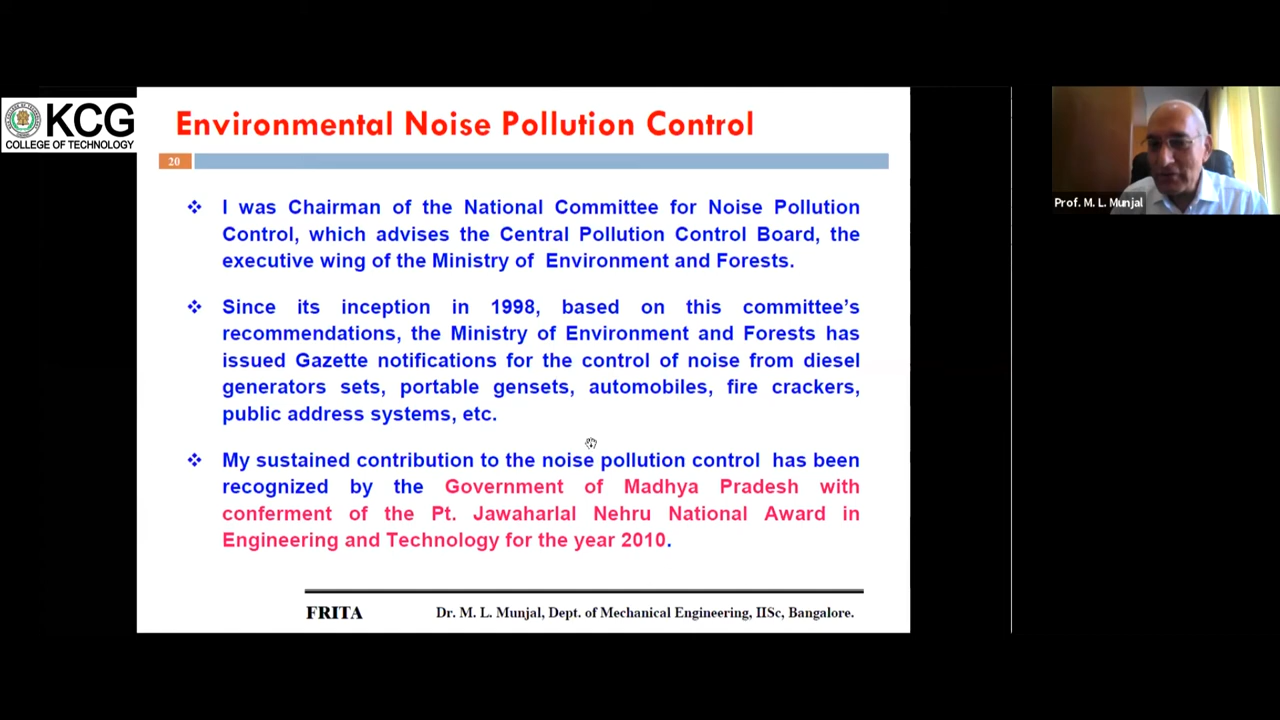 KCG
COLLEGE OF TECHNOLOGY
Environmental Noise Pollution Control
20
❖ I was Chairman of the National Committee for Noise Pollution
Control, which advises the Central Pollution Control Board, the
executive wing of the Ministry of Environment and Forests.
❖ Since its inception in 1998, based on this committee's
recommendations, the Ministry of Environment and Forests has
issued Gazette notifications for the control of noise from diesel
generators sets, portable gensets, automobiles, fire crackers,
public address systems, etc.
❖ My sustained contribution to the noise pollution control has been
recognized by the Government of Madhya Pradesh with
conferment of the Pt. Jawaharlal Nehru National Award in
Engineering and Technology for the year 2010.
FRITA Dr. M. L. Munjal, Dept. of Mechanical Engineering, IISc, Bangalore.
Prof. M. L. Munjal